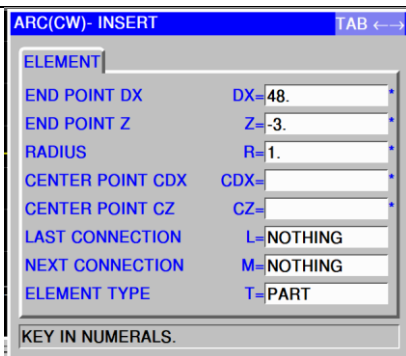 ARC(CW)- INSERT TAB ←→
ELEMENT
END POINT DX DX=48. *
END POINT Z Z=-3. *
RADIUS R=1. *
CENTER POINT CDX CDX= *
CENTER POINT CZ CZ= *
LAST CONNECTION L=NOTHING
NEXT CONNECTION M=NOTHING
ELEMENT TYPE T=PART
KEY IN NUMERALS.